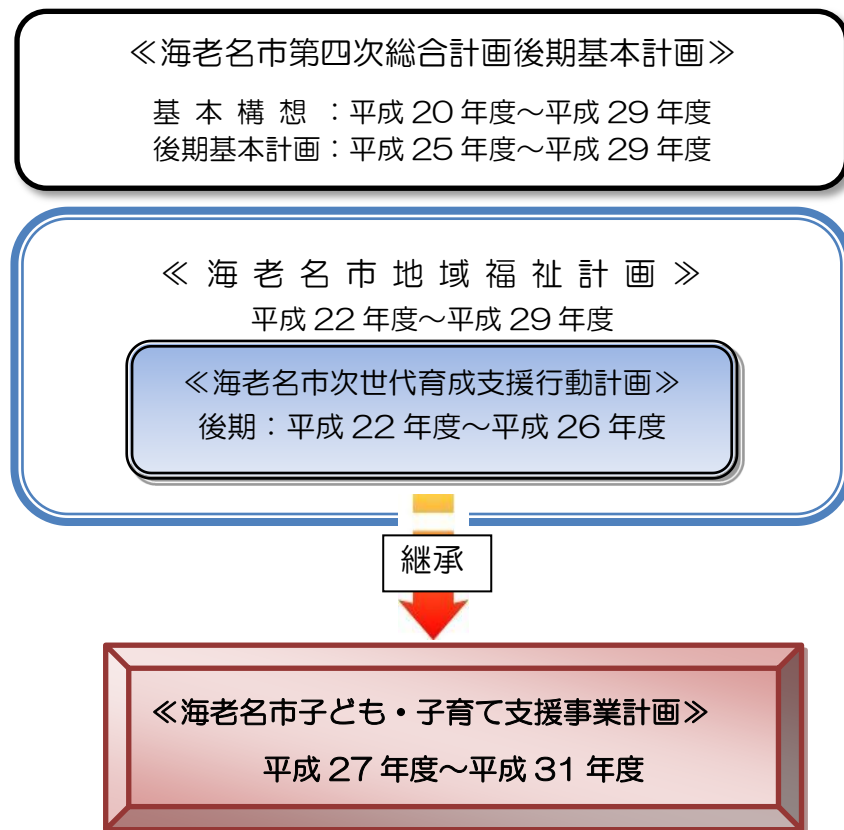 ≪海老名市第四次総合計画後期基本計画≫
基 本 構 想 ：平成 20 年度～平成 29 年度
後期基本計画：平成 25 年度～平成 29 年度
≪ 海 老 名 市 地 域 福 祉 計 画 ≫
平成 22 年度～平成 29 年度
≪海老名市次世代育成支援行動計画≫
後期：平成 22 年度～平成 26 年度
継承
≪海老名市子ども・子育て支援事業計画≫
平成 27 年度～平成 31 年度